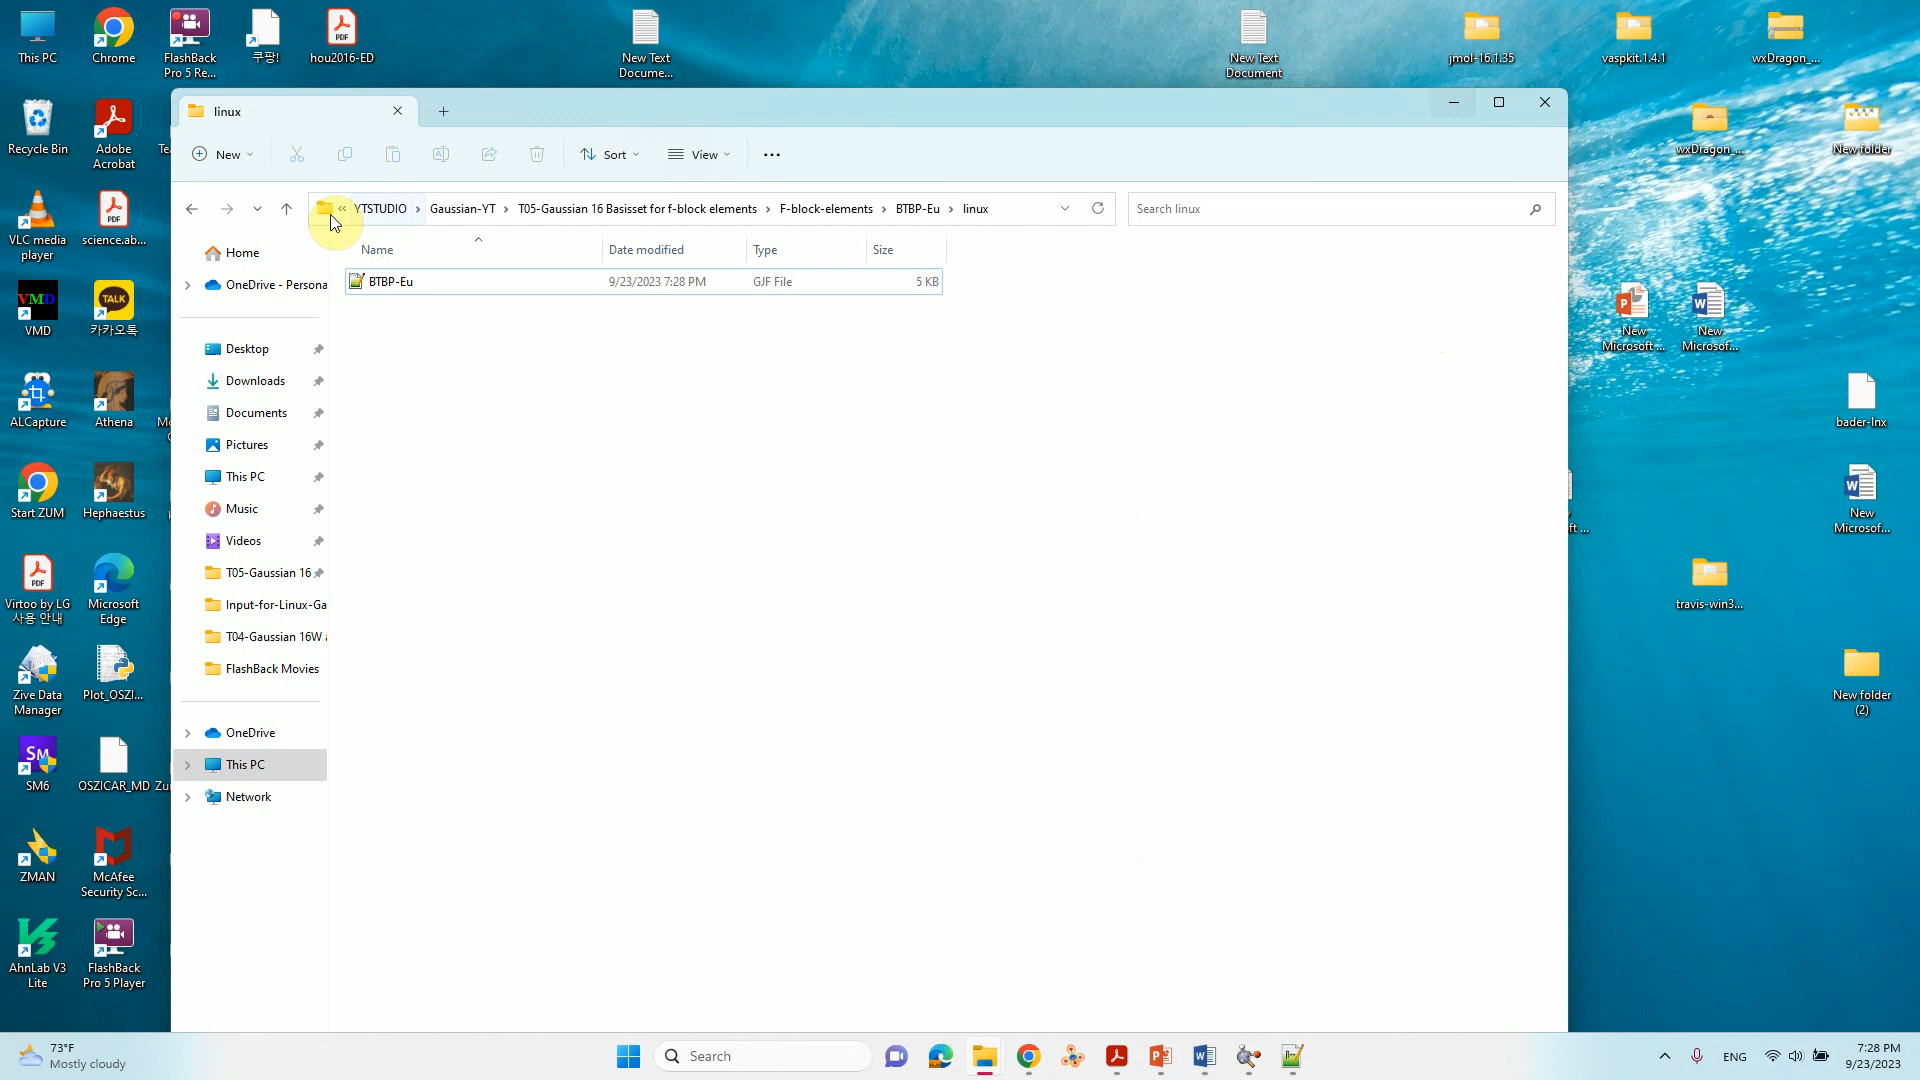 This PC
Chrome
FlashBack
Pro 5 Re...
쿠팡!
hou2016-ED
New Text
Docume...
New Text
Document
jmol-16.1.35
vaspkit.1.4.1
wxDragon_...
linux
New
Sort
View
YTSTUDIO
Gaussian-YT
T05-Gaussian 16 Basisset for f-block elements
F-block-elements
BTBP-Eu
linux
Search linux
Name
Date modified
Type
Size
BTBP-Eu
9/23/2023 7:28 PM
GJF File
5 KB
Home
OneDrive - Persona
Desktop
Downloads
Documents
Pictures
This PC
Music
Videos
T05-Gaussian 16
Input-for-Linux-Ga
T04-Gaussian 16W
FlashBack Movies
OneDrive
This PC
Network
Recycle Bin
Adobe
Acrobat
VLC media
player
science.ab...
VMD
VMD
TALK
카카오톡
ALCapture
Athena
Start ZUM
Hephaestus
Virtoo by LG
사용 안내
Microsoft
Edge
Zive Data
Manager
Plot_OSZI...
SM
SM6
OSZICAR_MD
ZMAN
McAfee
Security Sc...
AhnLab V3
Lite
FlashBack
Pro 5 Player
wxDragon_...
New folder
New
Microsoft ...
New
Microsof...
bader-lnx
New
Microsof...
travis-win3...
New folder
(2)
73°F
Mostly cloudy
Search
ENG
7:28 PM
9/23/2023